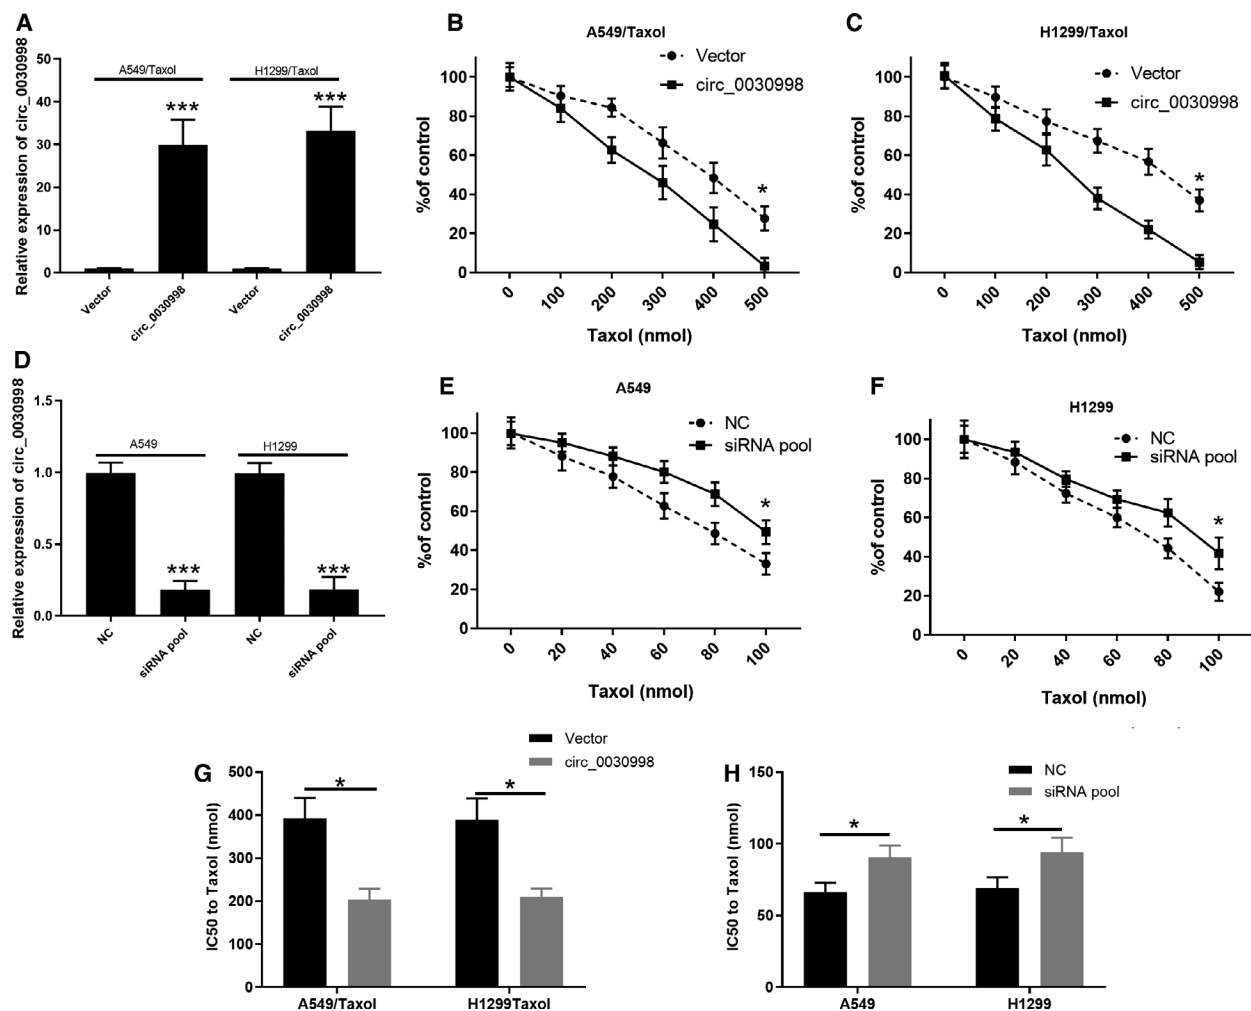 A
Relative expression of circ_0030998
50
40
30
20
10
0
A549/Taxol
H1299/Taxol
***
***
Vector
circ_0030998
Vector
circ_0030998
B
A549/Taxol
Vector
circ_0030998
%of control
100
80
60
40
20
0
*
0
100
200
300
400
500
Taxol (nmol)
C
H1299/Taxol
Vector
circ_0030998
%of control
100
80
60
40
20
0
*
0
100
200
300
400
500
Taxol (nmol)
D
Relative expression of circ_0030998
1.5
1.0
0.5
0.0
A549
H1299
***
***
NC
siRNA pool
NC
siRNA pool
E
A549
NC
siRNA pool
%of control
100
80
60
40
20
0
*
0
20
40
60
80
100
Taxol (nmol)
F
H1299
NC
siRNA pool
%of control
100
80
60
40
20
0
*
0
20
40
60
80
100
Taxol (nmol)
G
Vector
circ_0030998
IC50 to Taxol (nmol)
500
400
300
200
100
0
*
*
A549/Taxol
H1299Taxol
H
NC
siRNA pool
IC50 to Taxol (nmol)
150
100
50
0
*
*
A549
H1299